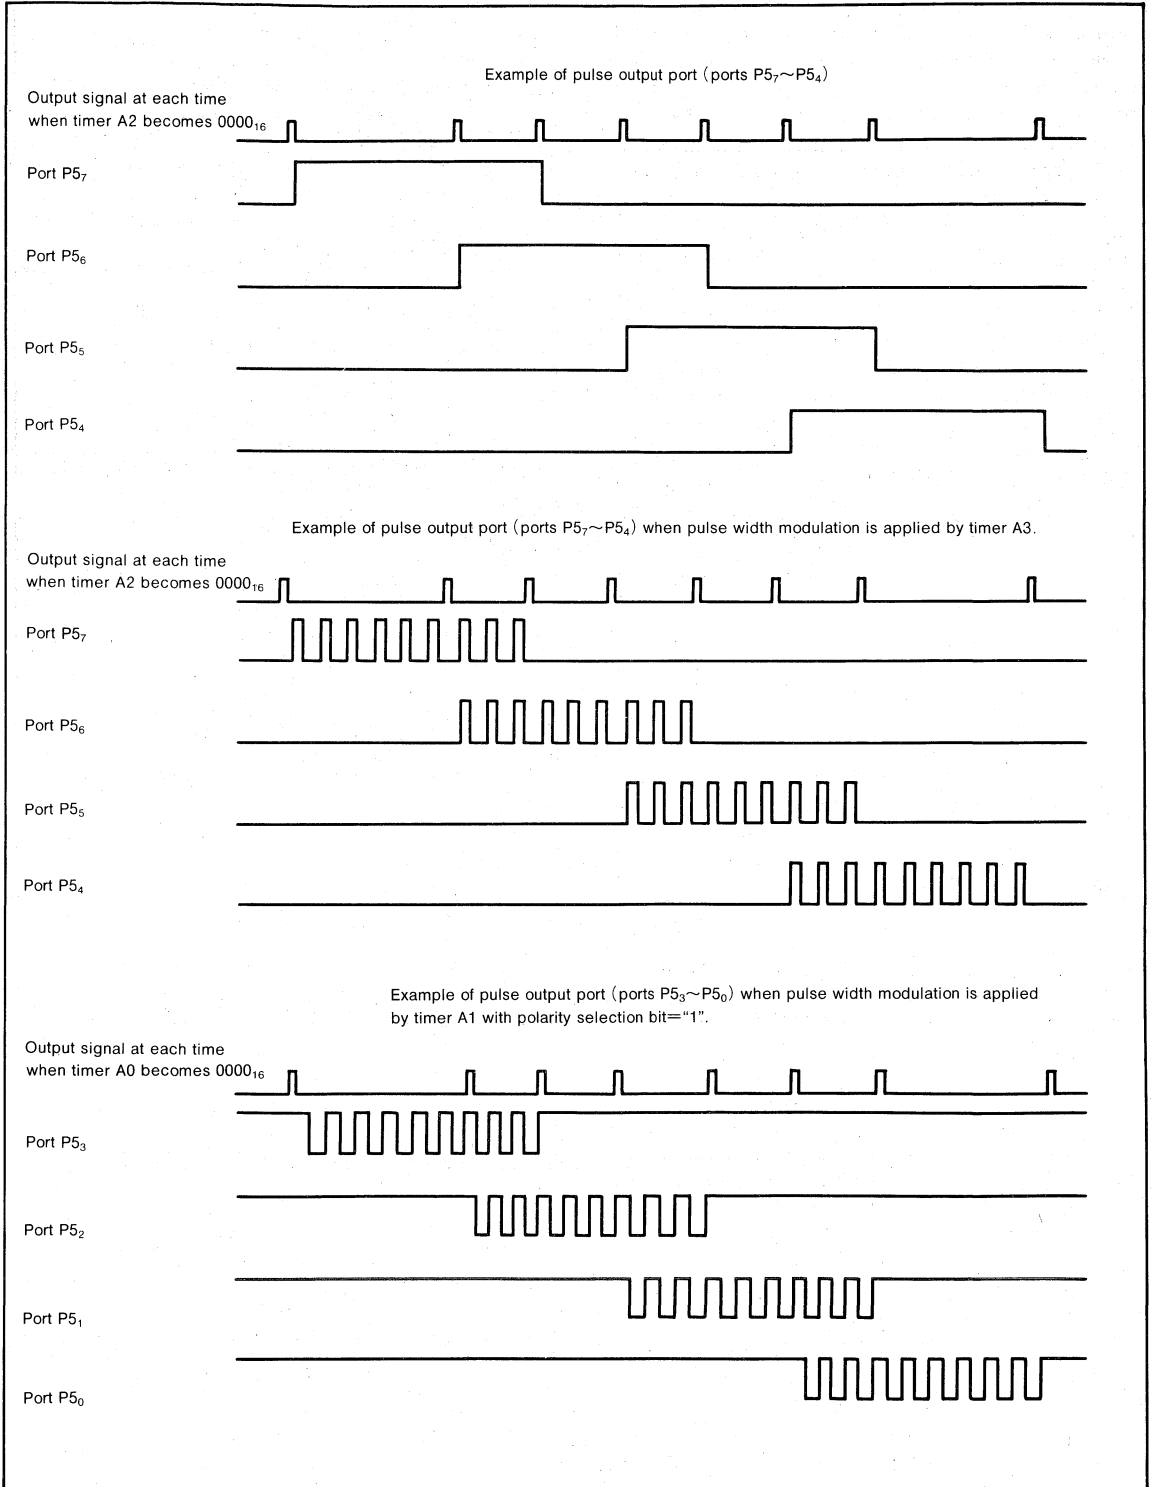 Example of pulse output port (ports P5₇～P5₄)
Output signal at each time
when timer A2 becomes 0000₁₆
Port P5₇
Port P5₆
Port P5₅
Port P5₄
Example of pulse output port (ports P5₇～P5₄) when pulse width modulation is applied by timer A3.
Output signal at each time
when timer A2 becomes 0000₁₆
Port P5₇
Port P5₆
Port P5₅
Port P5₄
Example of pulse output port (ports P5₃～P5₀) when pulse width modulation is applied
by timer A1 with polarity selection bit=“1”.
Output signal at each time
when timer A0 becomes 0000₁₆
Port P5₃
Port P5₂
Port P5₁
Port P5₀